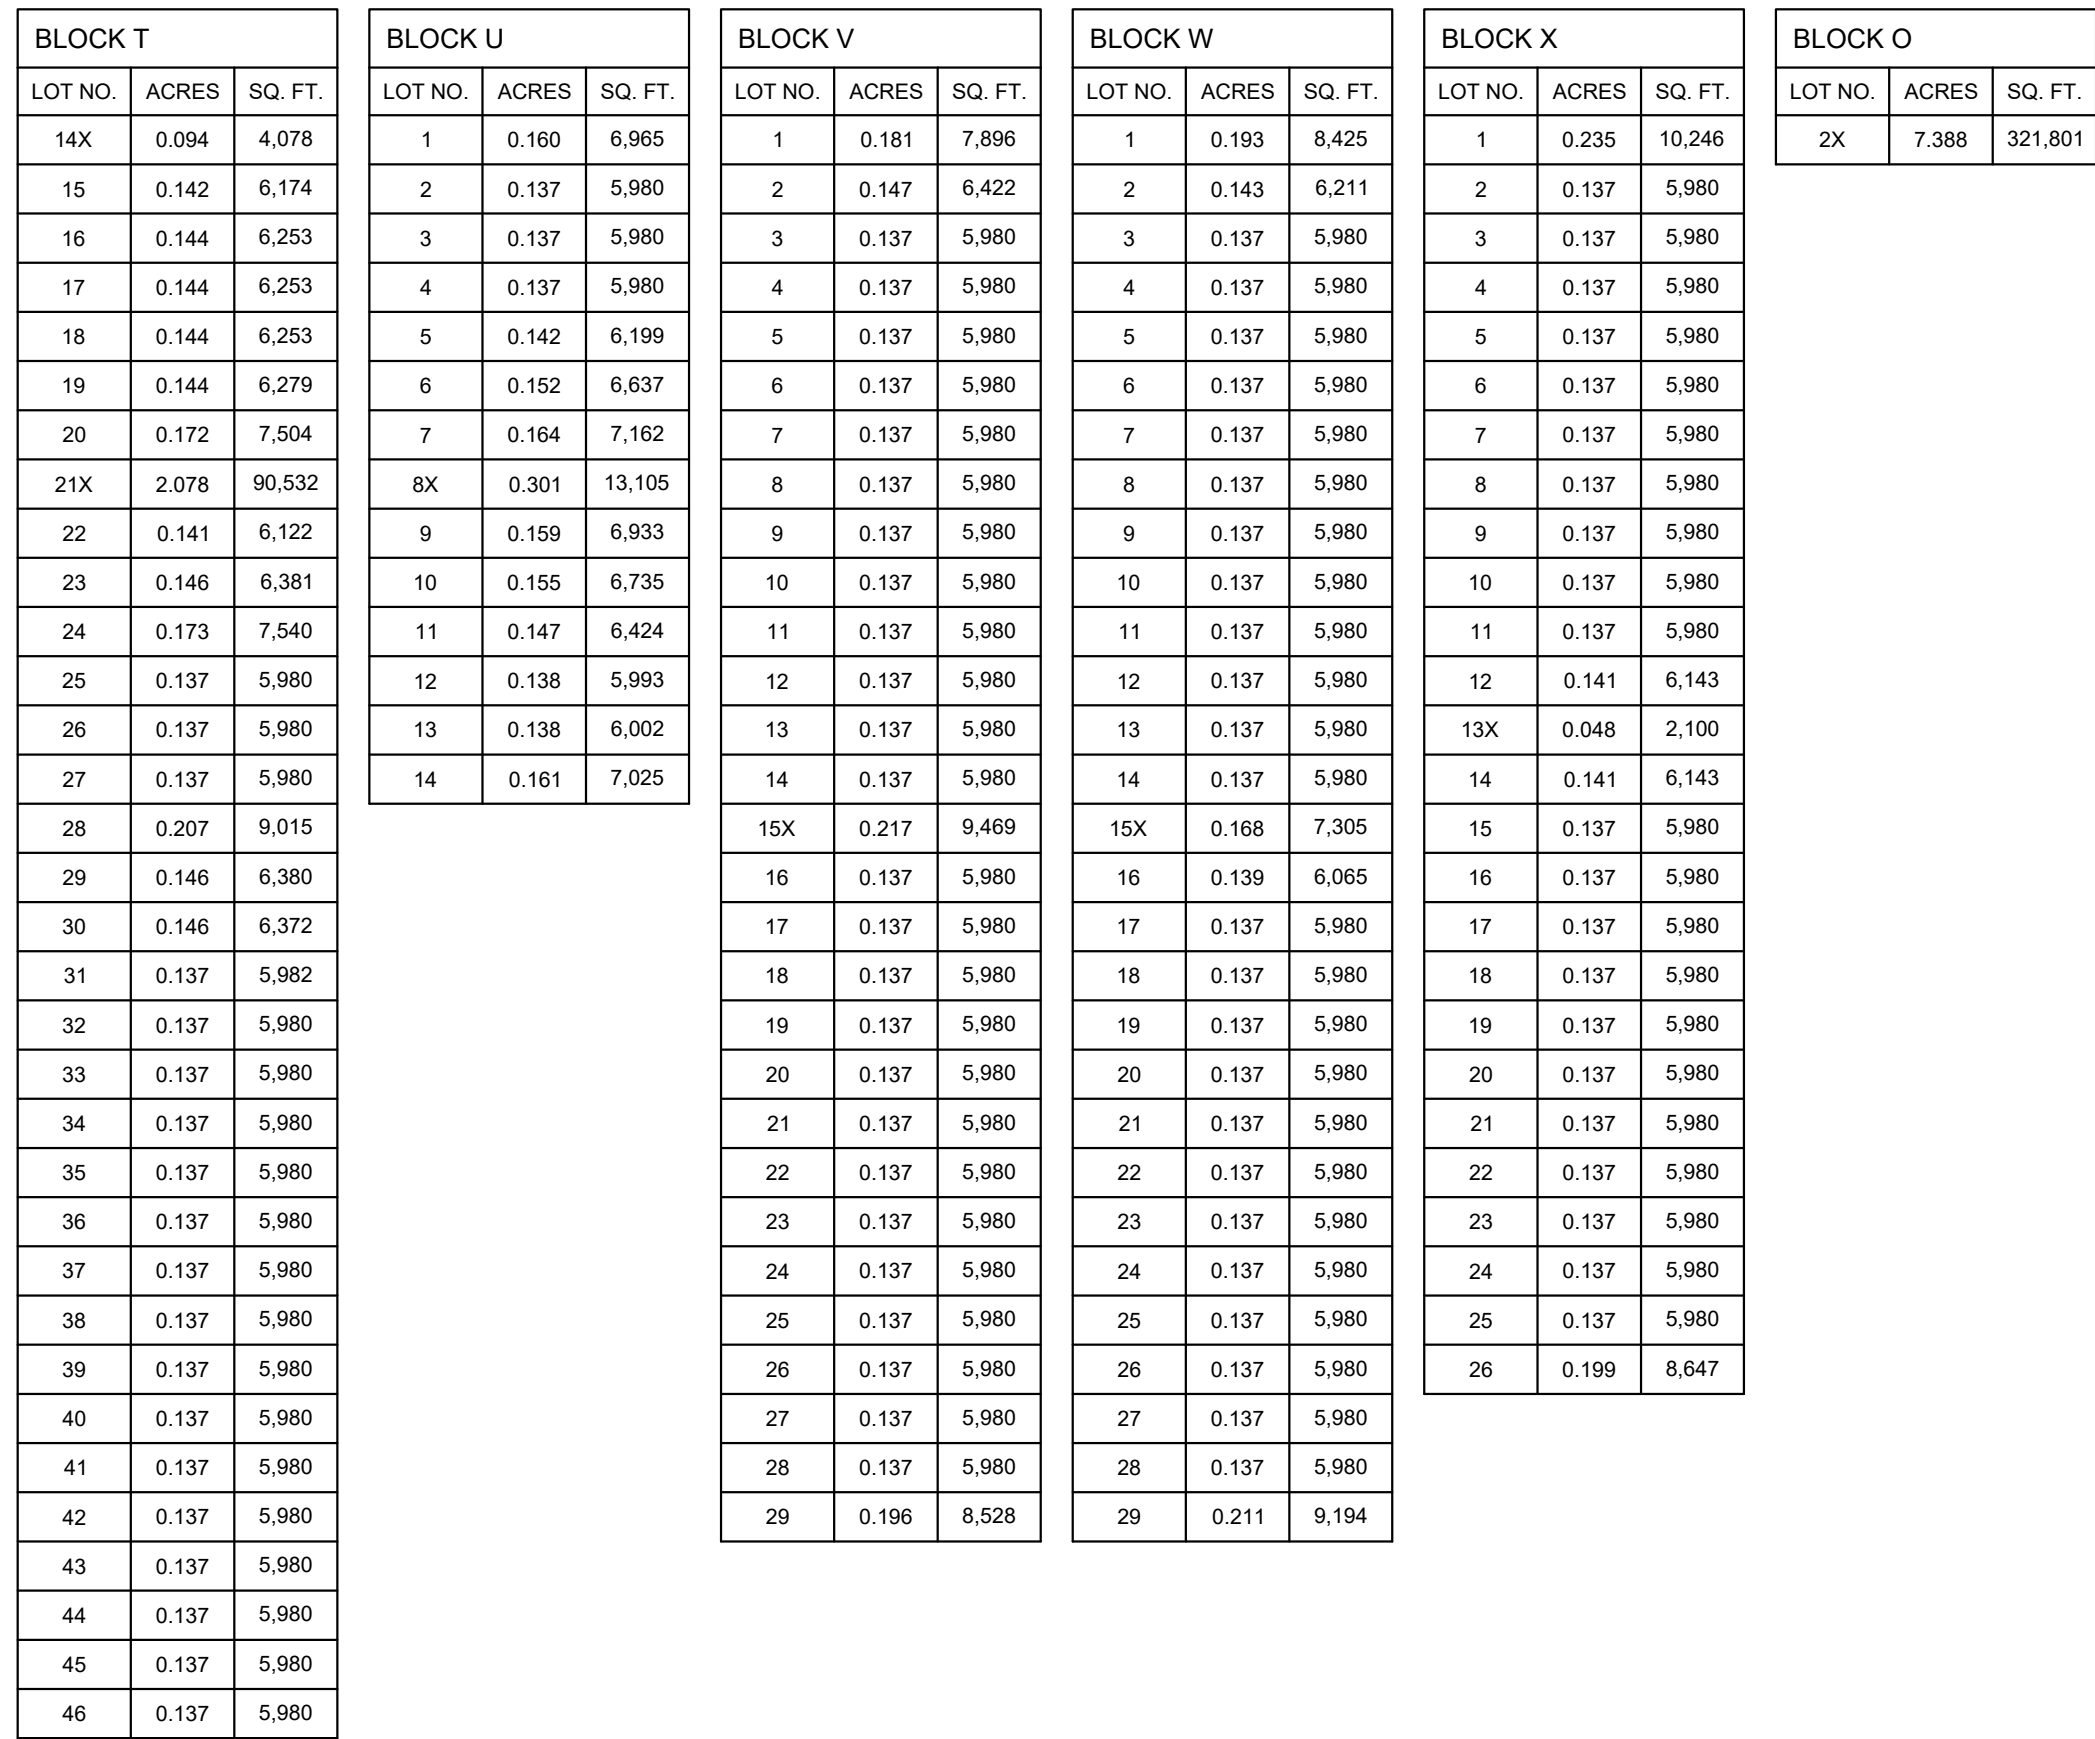 BLOCK T
LOT NO. ACRES SQ. FT.
14X 0.094 4,078
15 0.142 6,174
16 0.144 6,253
17 0.144 6,253
18 0.144 6,253
19 0.144 6,279
20 0.172 7,504
21X 2.078 90,532
22 0.141 6,122
23 0.146 6,381
24 0.173 7,540
25 0.137 5,980
26 0.137 5,980
27 0.137 5,980
28 0.207 9,015
29 0.146 6,380
30 0.146 6,372
31 0.137 5,982
32 0.137 5,980
33 0.137 5,980
34 0.137 5,980
35 0.137 5,980
36 0.137 5,980
37 0.137 5,980
38 0.137 5,980
39 0.137 5,980
40 0.137 5,980
41 0.137 5,980
42 0.137 5,980
43 0.137 5,980
44 0.137 5,980
45 0.137 5,980
46 0.137 5,980
BLOCK U
LOT NO. ACRES SQ. FT.
1 0.160 6,965
2 0.137 5,980
3 0.137 5,980
4 0.137 5,980
5 0.142 6,199
6 0.152 6,637
7 0.164 7,162
8X 0.301 13,105
9 0.159 6,933
10 0.155 6,735
11 0.147 6,424
12 0.138 5,993
13 0.138 6,002
14 0.161 7,025
BLOCK V
LOT NO. ACRES SQ. FT.
1 0.181 7,896
2 0.147 6,422
3 0.137 5,980
4 0.137 5,980
5 0.137 5,980
6 0.137 5,980
7 0.137 5,980
8 0.137 5,980
9 0.137 5,980
10 0.137 5,980
11 0.137 5,980
12 0.137 5,980
13 0.137 5,980
14 0.137 5,980
15X 0.217 9,469
16 0.137 5,980
17 0.137 5,980
18 0.137 5,980
19 0.137 5,980
20 0.137 5,980
21 0.137 5,980
22 0.137 5,980
23 0.137 5,980
24 0.137 5,980
25 0.137 5,980
26 0.137 5,980
27 0.137 5,980
28 0.137 5,980
29 0.196 8,528
BLOCK W
LOT NO. ACRES SQ. FT.
1 0.193 8,425
2 0.143 6,211
3 0.137 5,980
4 0.137 5,980
5 0.137 5,980
6 0.137 5,980
7 0.137 5,980
8 0.137 5,980
9 0.137 5,980
10 0.137 5,980
11 0.137 5,980
12 0.137 5,980
13 0.137 5,980
14 0.137 5,980
15X 0.168 7,305
16 0.139 6,065
17 0.137 5,980
18 0.137 5,980
19 0.137 5,980
20 0.137 5,980
21 0.137 5,980
22 0.137 5,980
23 0.137 5,980
24 0.137 5,980
25 0.137 5,980
26 0.137 5,980
27 0.137 5,980
28 0.137 5,980
29 0.211 9,194
BLOCK X
LOT NO. ACRES SQ. FT.
1 0.235 10,246
2 0.137 5,980
3 0.137 5,980
4 0.137 5,980
5 0.137 5,980
6 0.137 5,980
7 0.137 5,980
8 0.137 5,980
9 0.137 5,980
10 0.137 5,980
11 0.137 5,980
12 0.141 6,143
13X 0.048 2,100
14 0.141 6,143
15 0.137 5,980
16 0.137 5,980
17 0.137 5,980
18 0.137 5,980
19 0.137 5,980
20 0.137 5,980
21 0.137 5,980
22 0.137 5,980
23 0.137 5,980
24 0.137 5,980
25 0.137 5,980
26 0.199 8,647
BLOCK O
LOT NO. ACRES SQ. FT.
2X 7.388 321,801